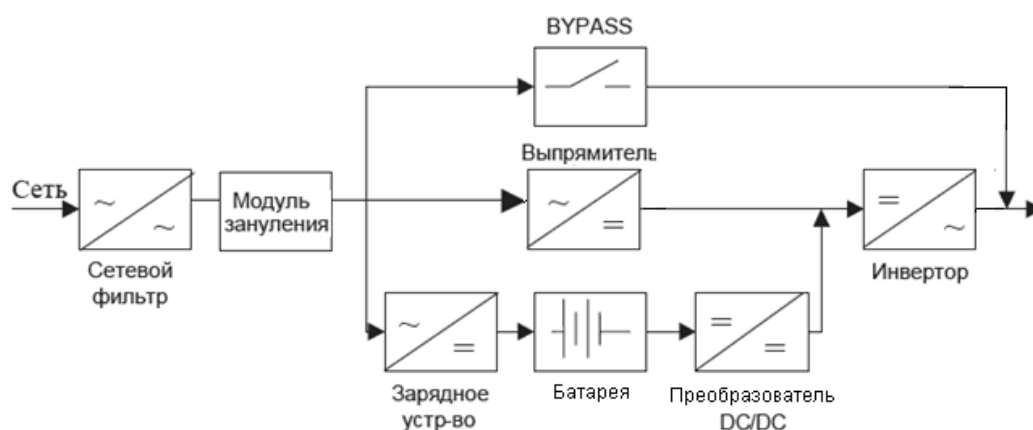 BYPASS
Выпрямитель
Сеть
~
~
Модуль
зануления
~
=
=
~
Сетевой
фильтр
Инвертор
~
=
=
=
Зарядное
устр-во
Батарея
Преобразователь
DC/DC